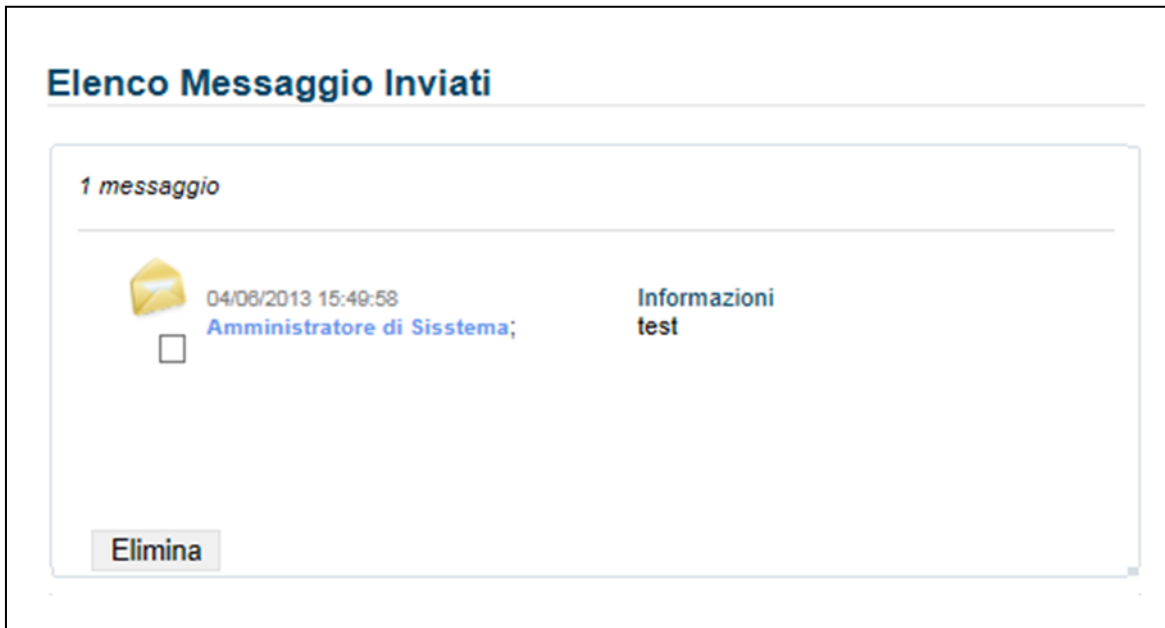 Elenco Messaggio Inviati
1 messaggio
04/06/2013 15:49:58
Informazioni
Amministratore di Sisstema;
test
Elimina